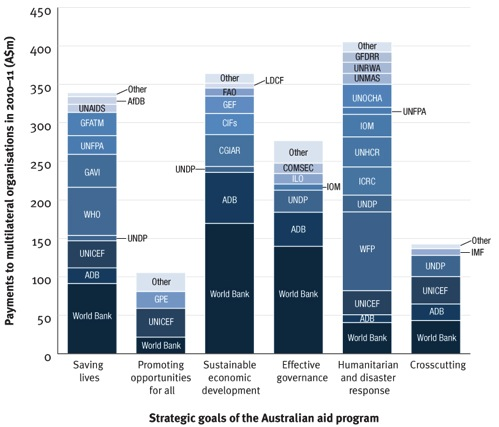 Payments to multilateral organisations in 2010–11 (A$m)
450
400
350
300
250
200
150
100
50
0
Other
AfDB
UNAIDS
GFATM
UNFPA
GAVI
WHO
UNDP
UNICEF
ADB
World Bank
Other
GPE
UNICEF
World Bank
Other
LDCF
FAO
GEF
CIFs
CGIAR
UNDP
ADB
World Bank
Other
COMSEC
ILO
IOM
UNDP
ADB
World Bank
Other
GFDRR
UNRWA
UNMAS
UNOCHA
UNFPA
IOM
UNHCR
ICRC
UNDP
WFP
UNICEF
ADB
World Bank
Other
IMF
UNDP
UNICEF
ADB
World Bank
Saving
lives
Promoting
opportunities
for all
Sustainable
economic
development
Effective
governance
Humanitarian
and disaster
response
Crosscutting
Strategic goals of the Australian aid program